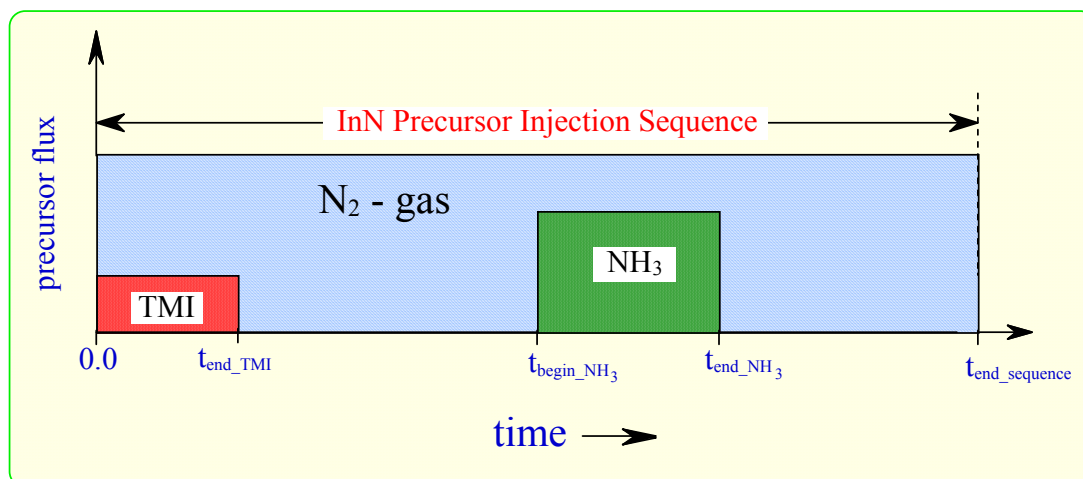 InN Precursor Injection Sequence
precursor flux
N₂ - gas
NH₃
TMI
0.0
t_end_TMI
t_begin_NH₃
t_end_NH₃
t_end_sequence
time